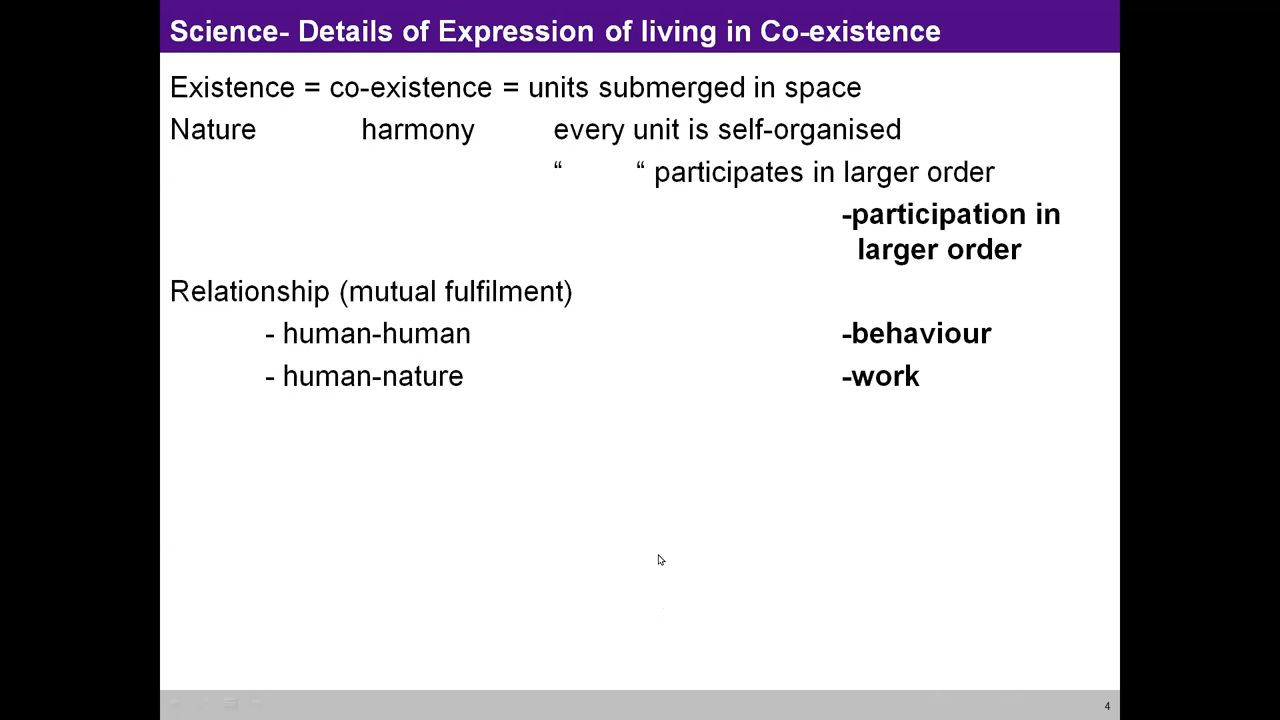 Science- Details of Expression of living in Co-existence
Existence = co-existence = units submerged in space
Nature harmony every unit is self-organised
“ “ participates in larger order
-participation in
larger order
Relationship (mutual fulfilment)
- human-human -behaviour
- human-nature -work
4